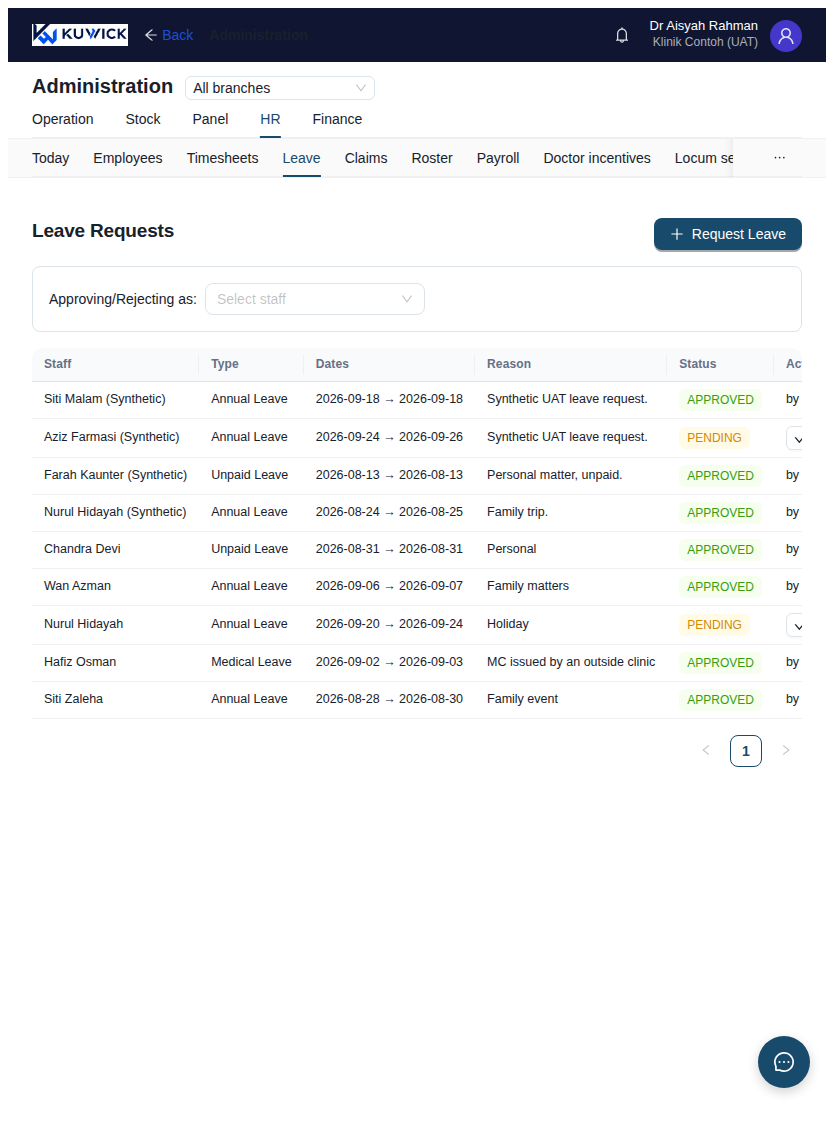 KUWICK
Back Administration
Dr Aisyah Rahman
Klinik Contoh (UAT)
Administration All branches
Operation Stock Panel HR Finance
Today Employees Timesheets Leave Claims Roster Payroll Doctor incentives Locum se ···
Leave Requests
Request Leave
Approving/Rejecting as: Select staff
Staff Type Dates Reason Status Ac
Siti Malam (Synthetic) Annual Leave 2026-09-18 → 2026-09-18 Synthetic UAT leave request. APPROVED by
Aziz Farmasi (Synthetic) Annual Leave 2026-09-24 → 2026-09-26 Synthetic UAT leave request. PENDING
Farah Kaunter (Synthetic) Unpaid Leave 2026-08-13 → 2026-08-13 Personal matter, unpaid. APPROVED by
Nurul Hidayah (Synthetic) Annual Leave 2026-08-24 → 2026-08-25 Family trip. APPROVED by
Chandra Devi Unpaid Leave 2026-08-31 → 2026-08-31 Personal APPROVED by
Wan Azman Annual Leave 2026-09-06 → 2026-09-07 Family matters APPROVED by
Nurul Hidayah Annual Leave 2026-09-20 → 2026-09-24 Holiday PENDING
Hafiz Osman Medical Leave 2026-09-02 → 2026-09-03 MC issued by an outside clinic APPROVED by
Siti Zaleha Annual Leave 2026-08-28 → 2026-08-30 Family event APPROVED by
1